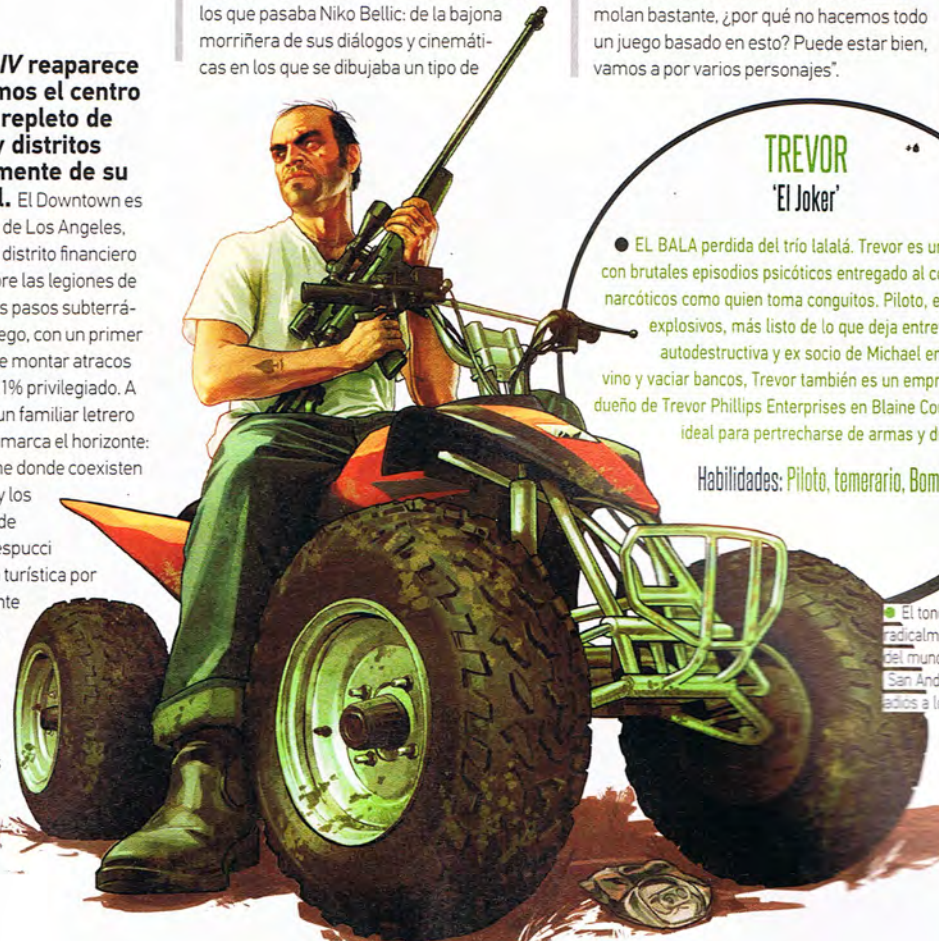 IV reaparece
mos el centro
repleto de
y distritos
mente de su
l. El Downtown es
de Los Angeles,
distrito financiero
re las legiones de
s pasos subterrá-
ego, con un primer
e montar atracos
1% privilegiado. A
un familiar letrero
marca el horizonte:
ne donde coexisten
y los
de
espucci
turística por
nte
s
los que pasaba Niko Bellic: de la bajona
morriñera de sus diálogos y cinemáti-
cas en los que se dibujaba un tipo de
molan bastante, ¿por qué no hacemos todo
un juego basado en esto? Puede estar bien,
vamos a por varios personajes”.
TREVOR
'El Joker'
● EL BALA perdida del trío lalalá. Trevor es un
con brutales episodios psicóticos entregado al c
narcóticos como quien toma conguitos. Piloto, e
explosivos, más listo de lo que deja entre
autodestructiva y ex socio de Michael en
vino y vaciar bancos, Trevor también es un empr
dueño de Trevor Phillips Enterprises en Blaine Co
ideal para pertrecharse de armas y d
Habilidades: Piloto, temerario, Bom
● El ton
radicalm
del mund
San And
adios a l